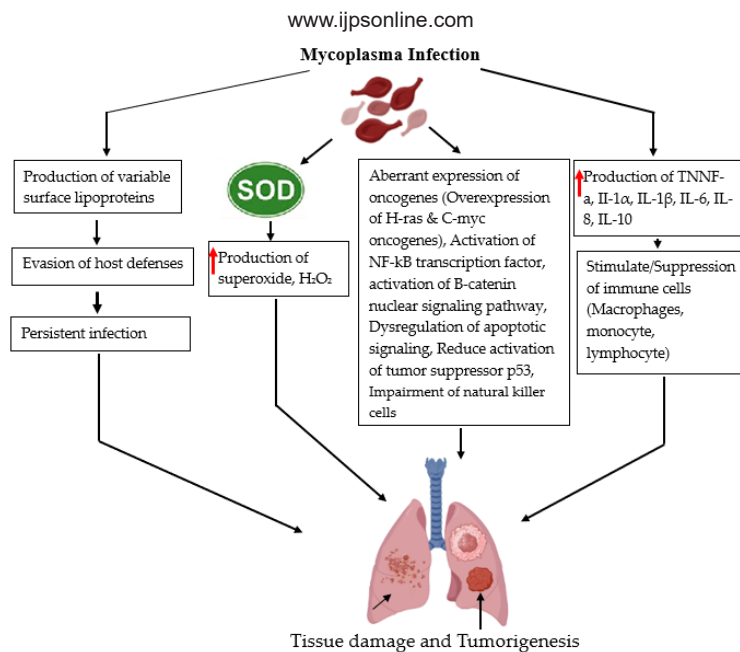 www.ijpsonline.com
Mycoplasma Infection
Production of variable
surface lipoproteins
Evasion of host defenses
Persistent infection
SOD
Production of
superoxide, H₂O₂
Aberrant expression of
oncogenes (Overexpression
of H-ras & C-myc
oncogenes), Activation of
NF-kB transcription factor,
activation of B-catenin
nuclear signaling pathway,
Dysregulation of apoptotic
signaling, Reduce activation
of tumor suppressor p53,
Impairment of natural killer
cells
Production of TNNF-
a, II-1α, IL-1β, IL-6, IL-
8, IL-10
Stimulate/Suppression
of immune cells
(Macrophages,
monocyte,
lymphocyte)
Tissue damage and Tumorigenesis